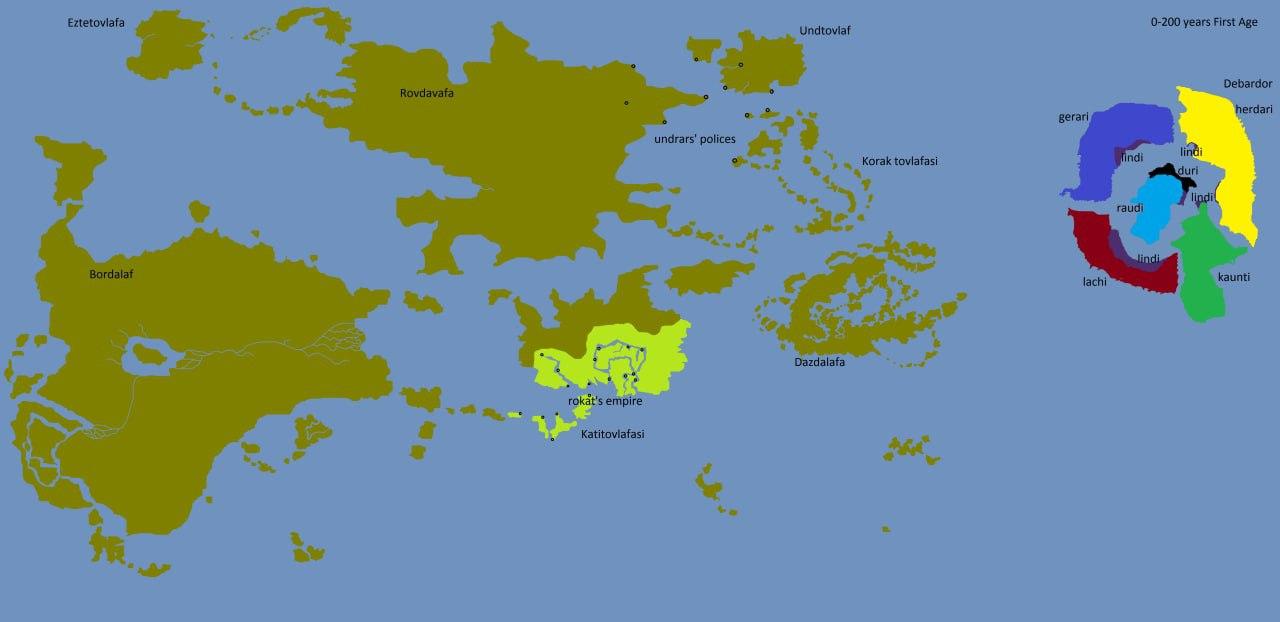 Eztetovlafa
0-200 years First Age
Undtovlaf
Debardor
Rovdavafa
herdari
gerari
undrars' polices
lindi
lindi
Korak tovlafasi
duri
lindi
raudi
Bordalaf
lindi
kaunti
lachi
Dazdalafa
rokat's empire
Katitovlafasi